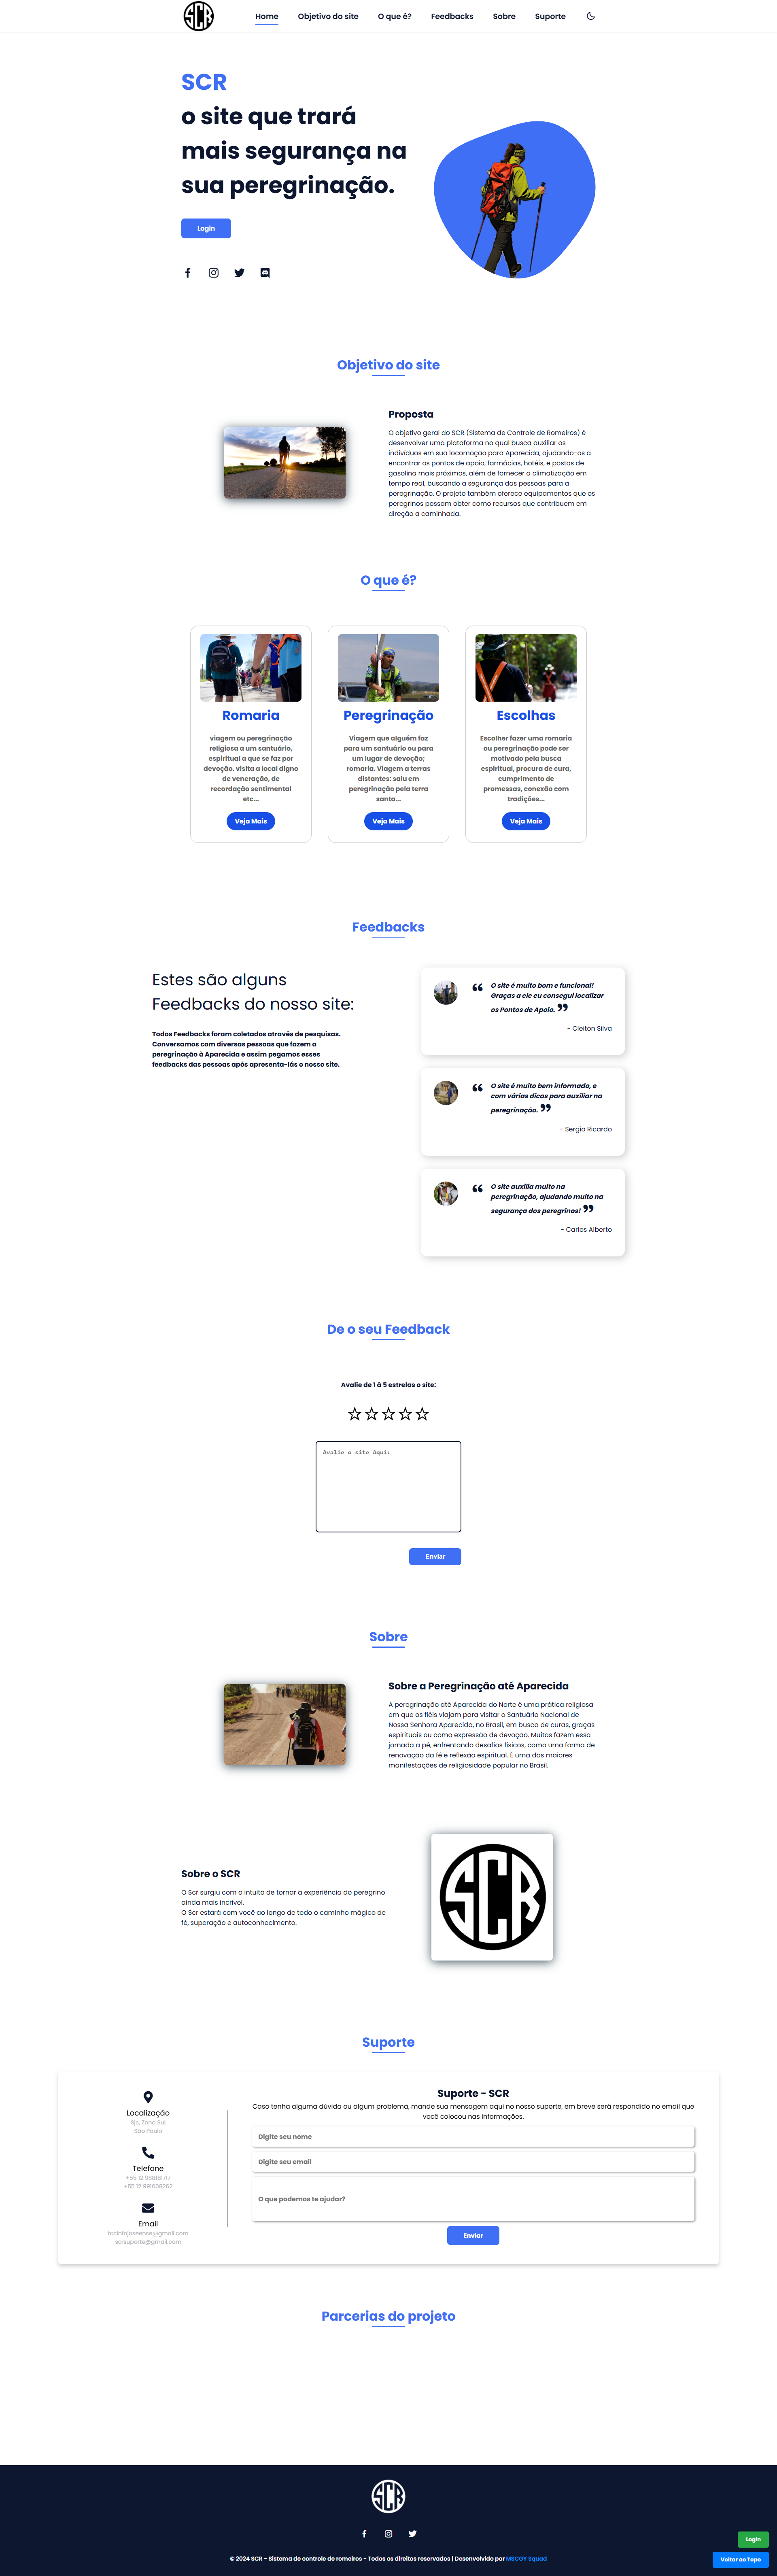 SCR
Home
Objetivo do site
O que é?
Feedbacks
Sobre
Suporte
SCR
o site que trará
mais segurança na
sua peregrinação.
Login
Objetivo do site
Proposta
O objetivo geral do SCR (Sistema de Controle de Romeiros) é
desenvolver uma plataforma no qual busca auxiliar os
indivíduos em sua locomoção para Aparecida, ajudando-os a
encontrar os pontos de apoio, farmácias, hotéis, e postos de
gasolina mais próximos, além de fornecer a climatização em
tempo real, buscando a segurança das pessoas para a
peregrinação. O projeto também oferece equipamentos que os
peregrinos possam obter como recursos que contribuem em
direção a caminhada.
O que é?
Romaria
viagem ou peregrinação
religiosa a um santuário,
espiritual a que se faz por
devoção. visita a local digno
de veneração, de
recordação sentimental
etc...
Veja Mais
Peregrinação
Viagem que alguém faz
para um santuário ou para
um lugar de devoção;
romaria. Viagem a terras
distantes: saiu em
peregrinação pela terra
santa...
Veja Mais
Escolhas
Escolher fazer uma romaria
ou peregrinação pode ser
motivado pela busca
espiritual, procura de cura,
cumprimento de
promessas, conexão com
tradições...
Veja Mais
Feedbacks
Estes são alguns
Feedbacks do nosso site:
Todos Feedbacks foram coletados através de pesquisas.
Conversamos com diversas pessoas que fazem a
peregrinação à Aparecida e assim pegamos esses
feedbacks das pessoas após apresenta-lás o nosso site.
“ O site é muito bom e funcional!
Graças a ele eu consegui localizar
os Pontos de Apoio. ”
- Cleiton Silva
“ O site é muito bem informado, e
com várias dicas para auxiliar na
peregrinação. ”
- Sergio Ricardo
“ O site auxilia muito na
peregrinação, ajudando muito na
segurança dos peregrinos! ”
- Carlos Alberto
De o seu Feedback
Avalie de 1 à 5 estrelas o site:
Avalie o site Aqui:
Enviar
Sobre
Sobre a Peregrinação até Aparecida
A peregrinação até Aparecida do Norte é uma prática religiosa
em que os fiéis viajam para visitar o Santuário Nacional de
Nossa Senhora Aparecida, no Brasil, em busca de curas, graças
espirituais ou como expressão de devoção. Muitos fazem essa
jornada a pé, enfrentando desafios físicos, como uma forma de
renovação da fé e reflexão espiritual. É uma das maiores
manifestações de religiosidade popular no Brasil.
Sobre o SCR
O Scr surgiu com o intuito de tornar a experiência do peregrino
ainda mais incrível.
O Scr estará com você ao longo de todo o caminho mágico de
fé, superação e autoconhecimento.
SCR
Suporte
Localização
Sjc, Zona Sul
São Paulo
Telefone
Email
scrsuporte@gmail.com
Suporte - SCR
Caso tenha alguma dúvida ou algum problema, mande sua mensagem aqui no nosso suporte, em breve será respondido no email que
você colocou nas informações.
Digite seu nome
Digite seu email
O que podemos te ajudar?
Enviar
Parcerias do projeto
SCR
© 2024 SCR - Sistema de controle de romeiros - Todos os direitos reservados | Desenvolvido por MSCGY Squad
Login
Voltar ao Topo